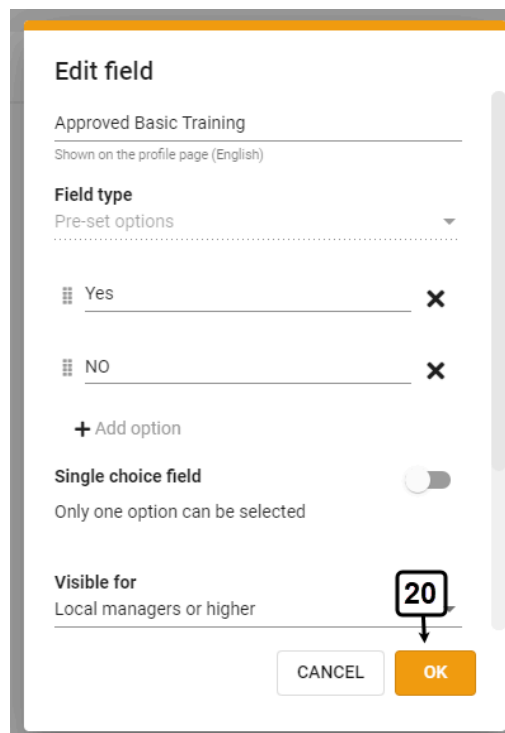 Edit field
Approved Basic Training
Shown on the profile page (English)
Field type
Pre-set options
Yes
NO
Add option
Single choice field
Only one option can be selected
Visible for
Local managers or higher
20
CANCEL
OK